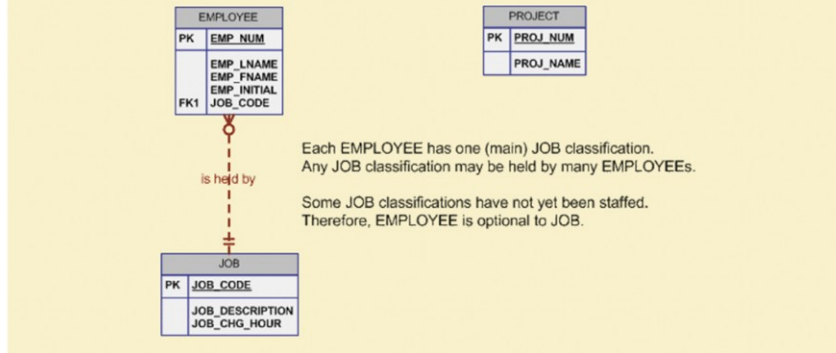 EMPLOYEE
PK EMP_NUM
EMP_LNAME
EMP_FNAME
EMP_INITIAL
FK1 JOB_CODE
PROJECT
PK PROJ_NUM
PROJ_NAME
is held by
Each EMPLOYEE has one (main) JOB classification.
Any JOB classification may be held by many EMPLOYEEs.
Some JOB classifications have not yet been staffed.
Therefore, EMPLOYEE is optional to JOB.
JOB
PK JOB_CODE
JOB_DESCRIPTION
JOB_CHG_HOUR